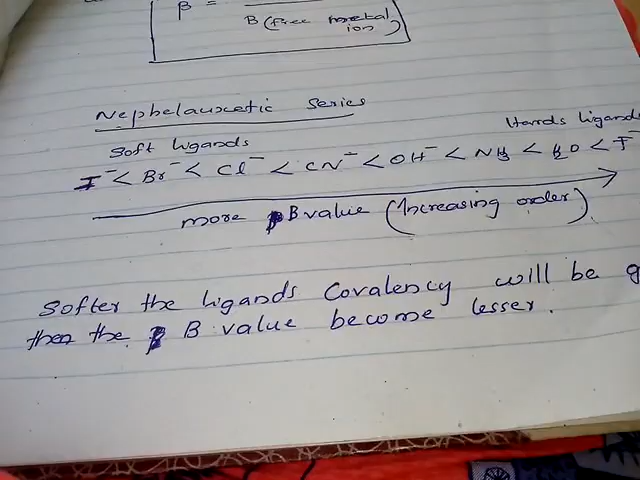 β =
B (free metal
ion)
Nephelauxetic Series
Soft ligands
Hards ligands
I⁻ < Br⁻ < Cl⁻ < CN⁻ < OH⁻ < NH3 < H2O < F⁻
more B value (Increasing order)
Softer the ligands Covalency will be g
then the B value become lesser.